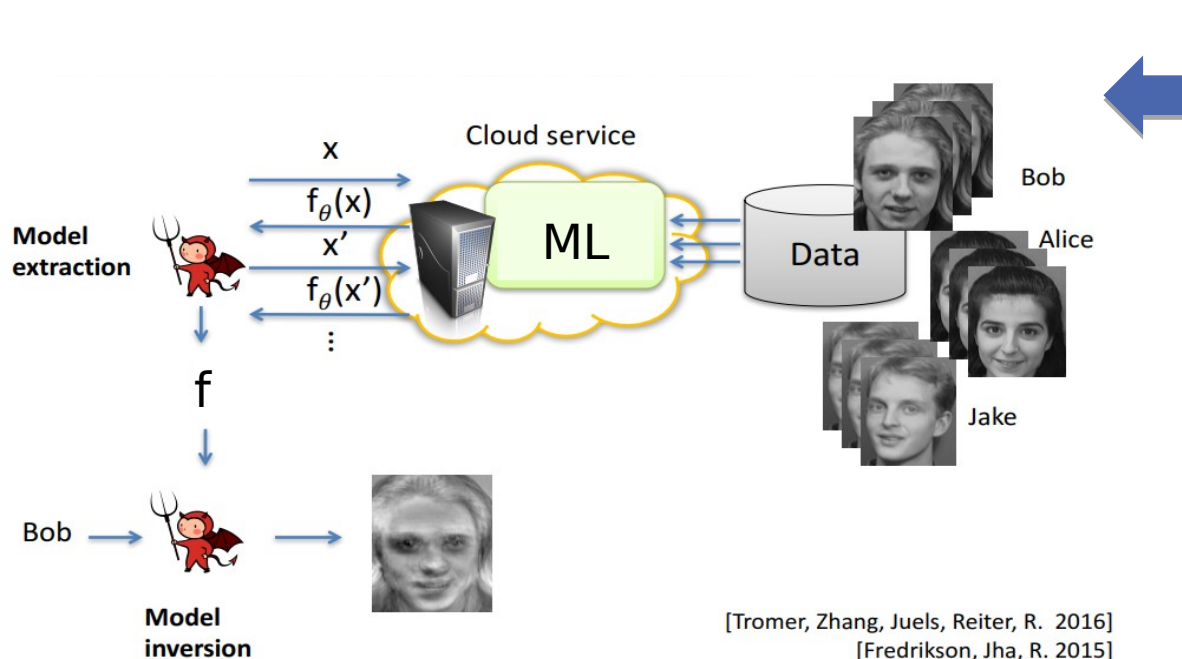 Cloud service
x
fθ(x)
x’
fθ(x’)
⋮
Model
extraction
ML
Data
Bob
Alice
Jake
f
Bob
Model
inversion
[Tromer, Zhang, Juels, Reiter, R. 2016]
[Fredrikson, Jha, R. 2015]